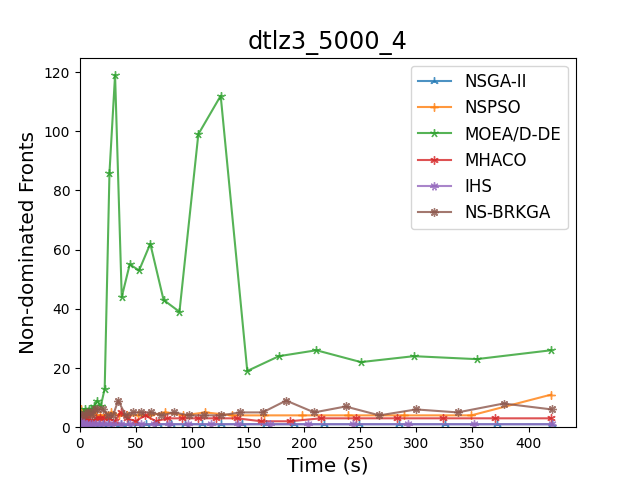 dtlz3_5000_4
Non-dominated Fronts
120
100
80
60
40
20
0
0 50 100 150 200 250 300 350 400
Time (s)
NSGA-II
NSPSO
MOEA/D-DE
MHACO
IHS
NS-BRKGA